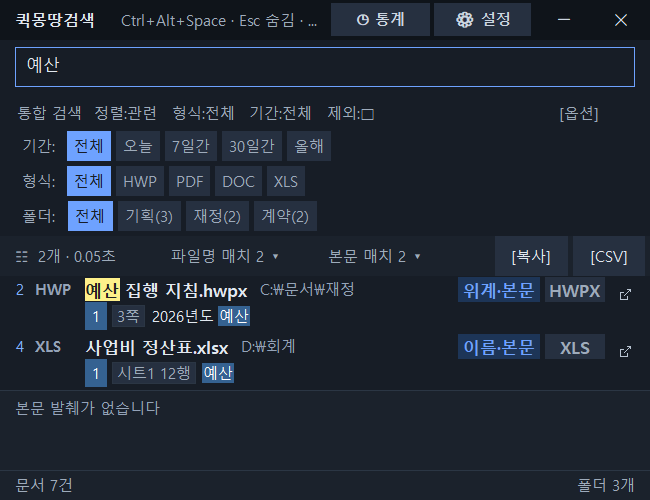 퀵몽땅검색 Ctrl+Alt+Space · Esc 숨김 · ... 통계 설정
예산
통합 검색 정렬:관련 형식:전체 기간:전체 제외:□ [옵션]
기간: 전체 오늘 7일간 30일간 올해
형식: 전체 HWP PDF DOC XLS
폴더: 전체 기획(3) 재정(2) 계약(2)
2개 · 0.05초 파일명 매치 2 ▾ 본문 매치 2 ▾ [복사] [CSV]
2 HWP 예산 집행 지침.hwpx C:₩문서₩재정 위계·본문 HWPX
1 3쪽 2026년도 예산
4 XLS 사업비 정산표.xlsx D:₩회계 이름·본문 XLS
1 시트1 12행 예산
본문 발췌가 없습니다
문서 7건 폴더 3개